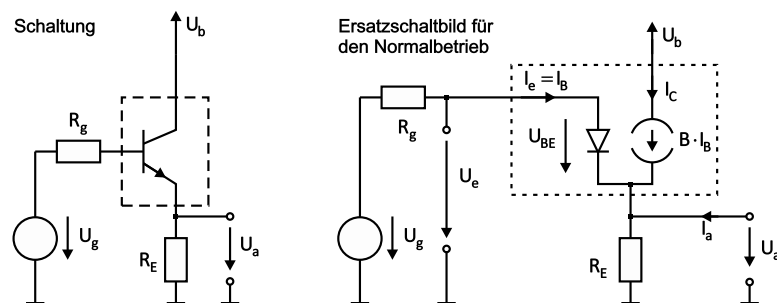 Schaltung
U_b
R_g
U_g
R_E
U_a
Ersatzschaltbild für
den Normalbetrieb
U_b
I_e = I_B
I_C
R_g
U_BE
B · I_B
U_e
U_g
I_a
R_E
U_a